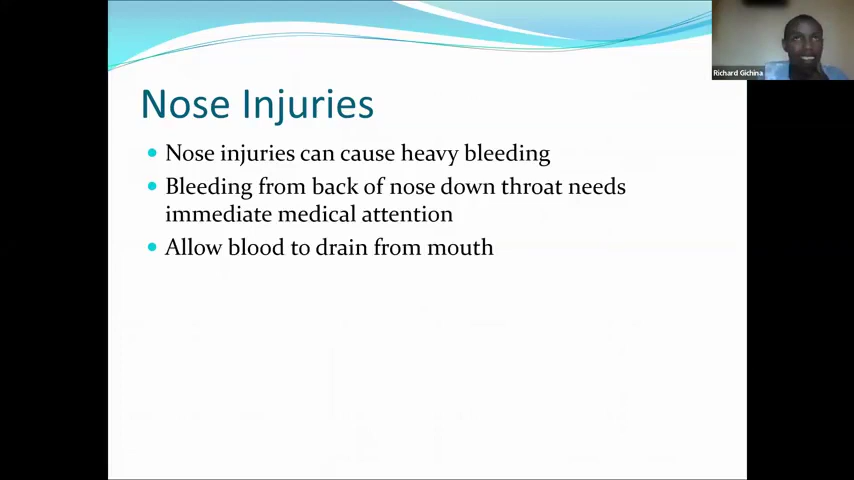 Richard Gichina
Nose Injuries
• Nose injuries can cause heavy bleeding
• Bleeding from back of nose down throat needs
immediate medical attention
• Allow blood to drain from mouth